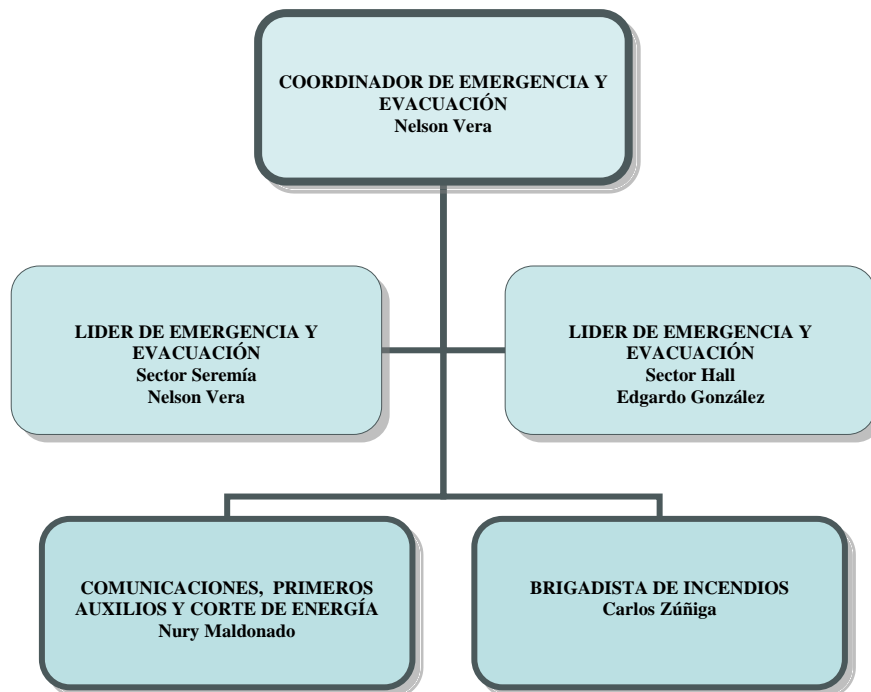 COORDINADOR DE EMERGENCIA Y
EVACUACIÓN
Nelson Vera
LIDER DE EMERGENCIA Y
EVACUACIÓN
Sector Seremía
Nelson Vera
LIDER DE EMERGENCIA Y
EVACUACIÓN
Sector Hall
Edgardo González
COMUNICACIONES, PRIMEROS
AUXILIOS Y CORTE DE ENERGÍA
Nury Maldonado
BRIGADISTA DE INCENDIOS
Carlos Zúñiga